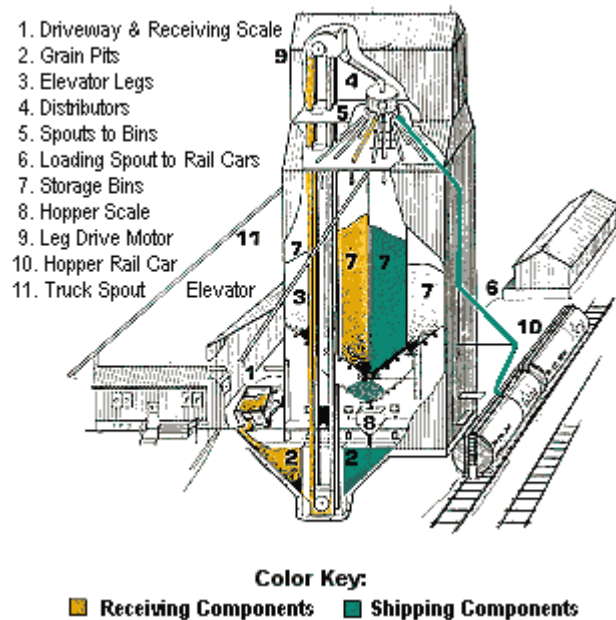 1. Driveway & Receiving Scale
2. Grain Pits
3. Elevator Legs
4. Distributors
5. Spouts to Bins
6. Loading Spout to Rail Cars
7. Storage Bins
8. Hopper Scale
9. Leg Drive Motor
10. Hopper Rail Car
11. Truck Spout Elevator
9
4
5
11
7
7
7
7
3
6
10
1
8
2
2
Color Key:
Receiving Components
Shipping Components